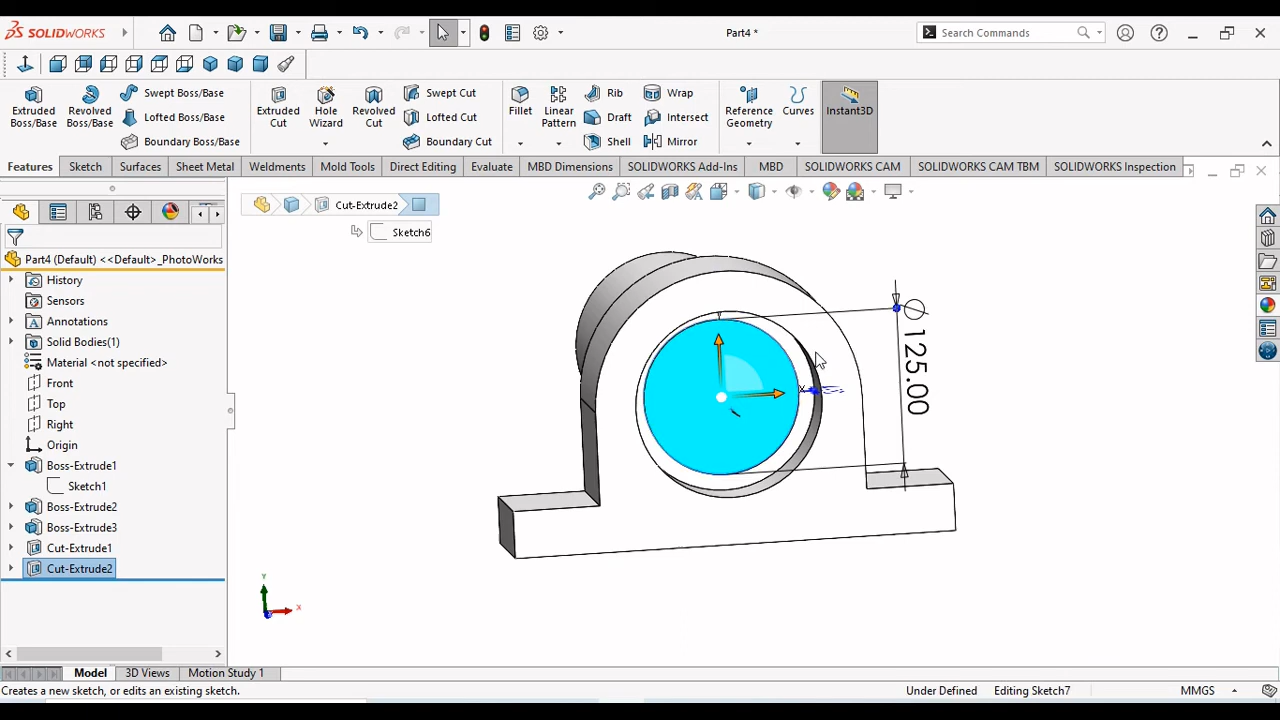 SOLIDWORKS
Part4 *
Search Commands
Extruded Boss/Base
Revolved Boss/Base
Swept Boss/Base
Lofted Boss/Base
Boundary Boss/Base
Extruded Cut
Hole Wizard
Revolved Cut
Swept Cut
Lofted Cut
Boundary Cut
Fillet
Linear Pattern
Rib
Draft
Shell
Wrap
Intersect
Mirror
Reference Geometry
Curves
Instant3D
Features
Sketch
Surfaces
Sheet Metal
Weldments
Mold Tools
Direct Editing
Evaluate
MBD Dimensions
SOLIDWORKS Add-Ins
MBD
SOLIDWORKS CAM
SOLIDWORKS CAM TBM
SOLIDWORKS Inspection
Part4 (Default) <<Default>_PhotoWorks
History
Sensors
Annotations
Solid Bodies(1)
Material <not specified>
Front
Top
Right
Origin
Boss-Extrude1
Sketch1
Boss-Extrude2
Boss-Extrude3
Cut-Extrude1
Cut-Extrude2
Cut-Extrude2
Sketch6
125.00
Y
X
Model
3D Views
Motion Study 1
Creates a new sketch, or edits an existing sketch.
Under Defined
Editing Sketch7
MMGS